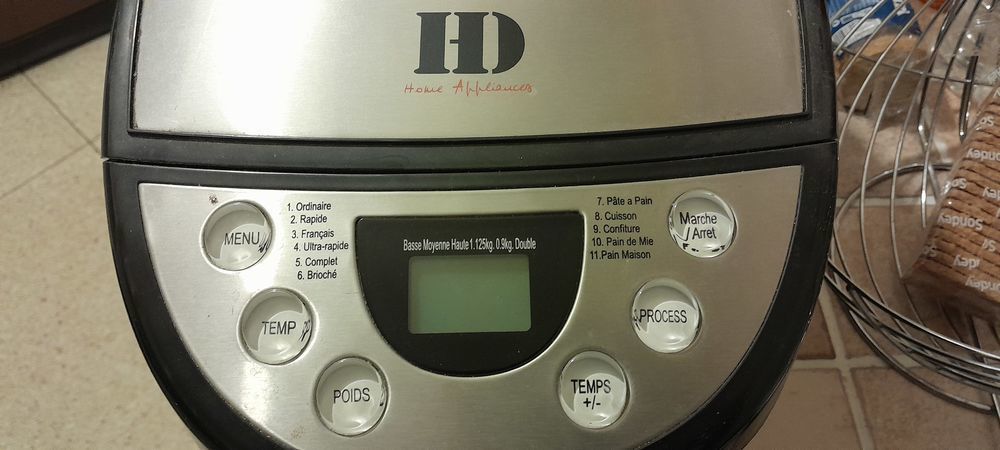 HD
Home Appliances
MENU
1. Ordinaire
2. Rapide
3. Français
4. Ultra-rapide
5. Complet
6. Brioché
Basse Moyenne Haute 1.125kg. 0.9kg. Double
7. Pâte a Pain
8. Cuisson
9. Confiture
10. Pain de Mie
11.Pain Maison
Marche
/Arret
TEMP
PROCESS
POIDS
TEMPS
+/-
Sondey
Sondey